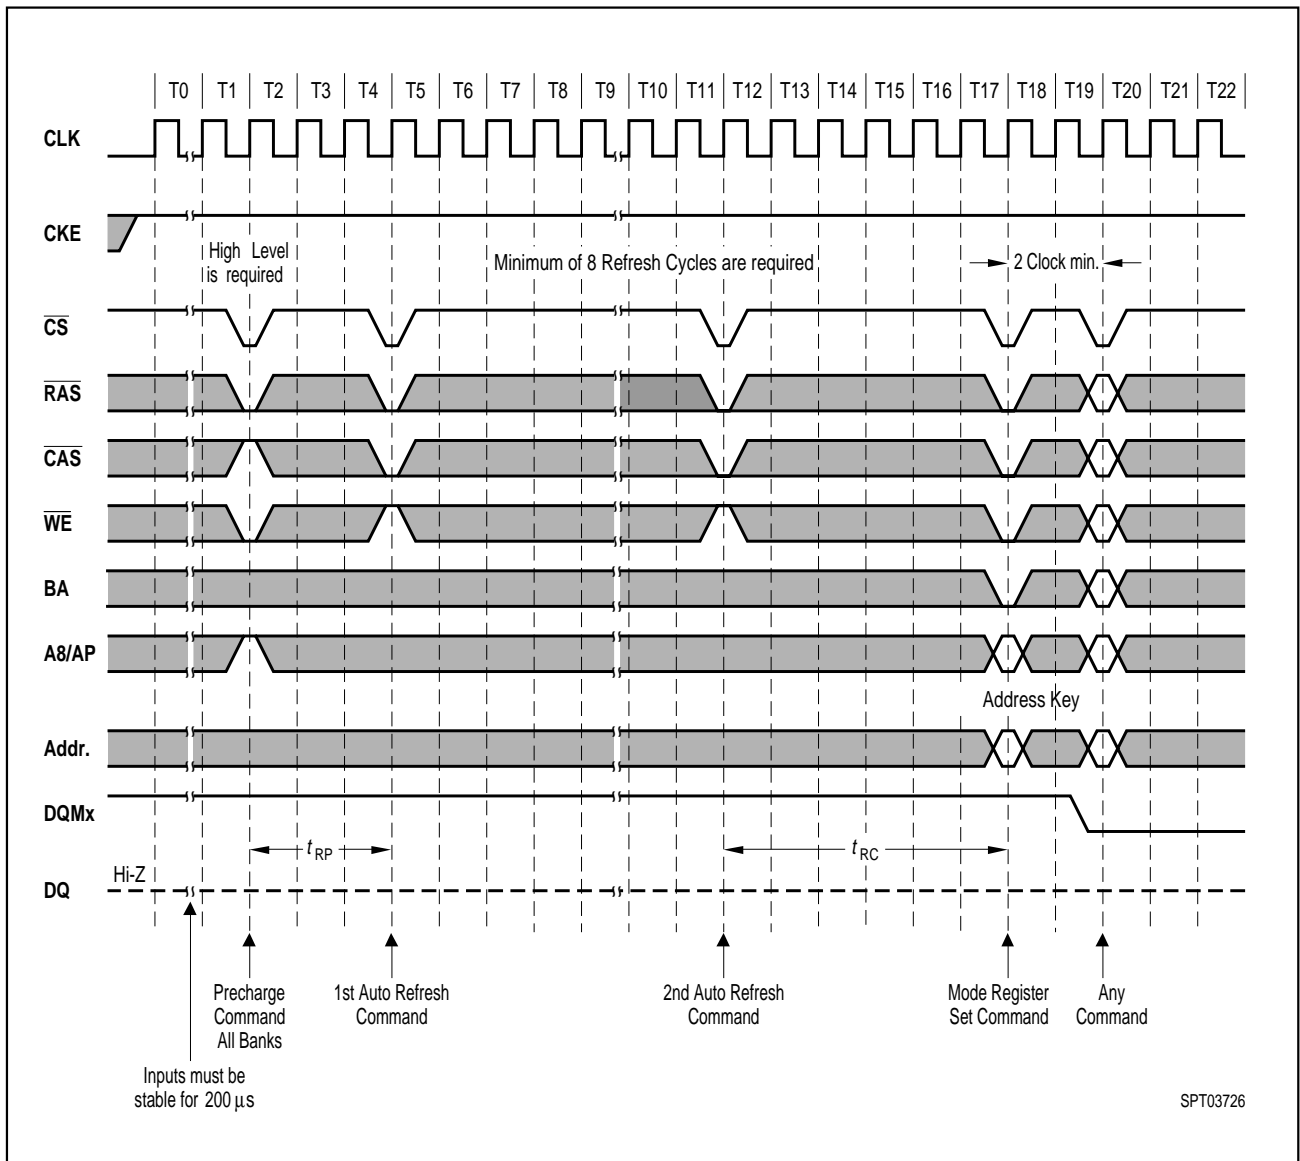 T0 T1 T2 T3 T4 T5 T6 T7 T8 T9 T10 T11 T12 T13 T14 T15 T16 T17 T18 T19 T20 T21 T22
CLK
CKE
High Level
is required
Minimum of 8 Refresh Cycles are required
2 Clock min.
CS
RAS
CAS
WE
BA
A8/AP
Address Key
Addr.
DQMx
t RP
t RC
Hi-Z
DQ
Precharge
Command
All Banks
1st Auto Refresh
Command
2nd Auto Refresh
Command
Mode Register
Set Command
Any
Command
Inputs must be
stable for 200 µs
SPT03726